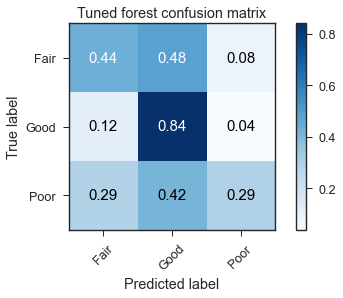 Tuned forest confusion matrix
True label
Fair 0.44 0.48 0.08
Good 0.12 0.84 0.04
Poor 0.29 0.42 0.29
Fair Good Poor
Predicted label
0.8
0.6
0.4
0.2